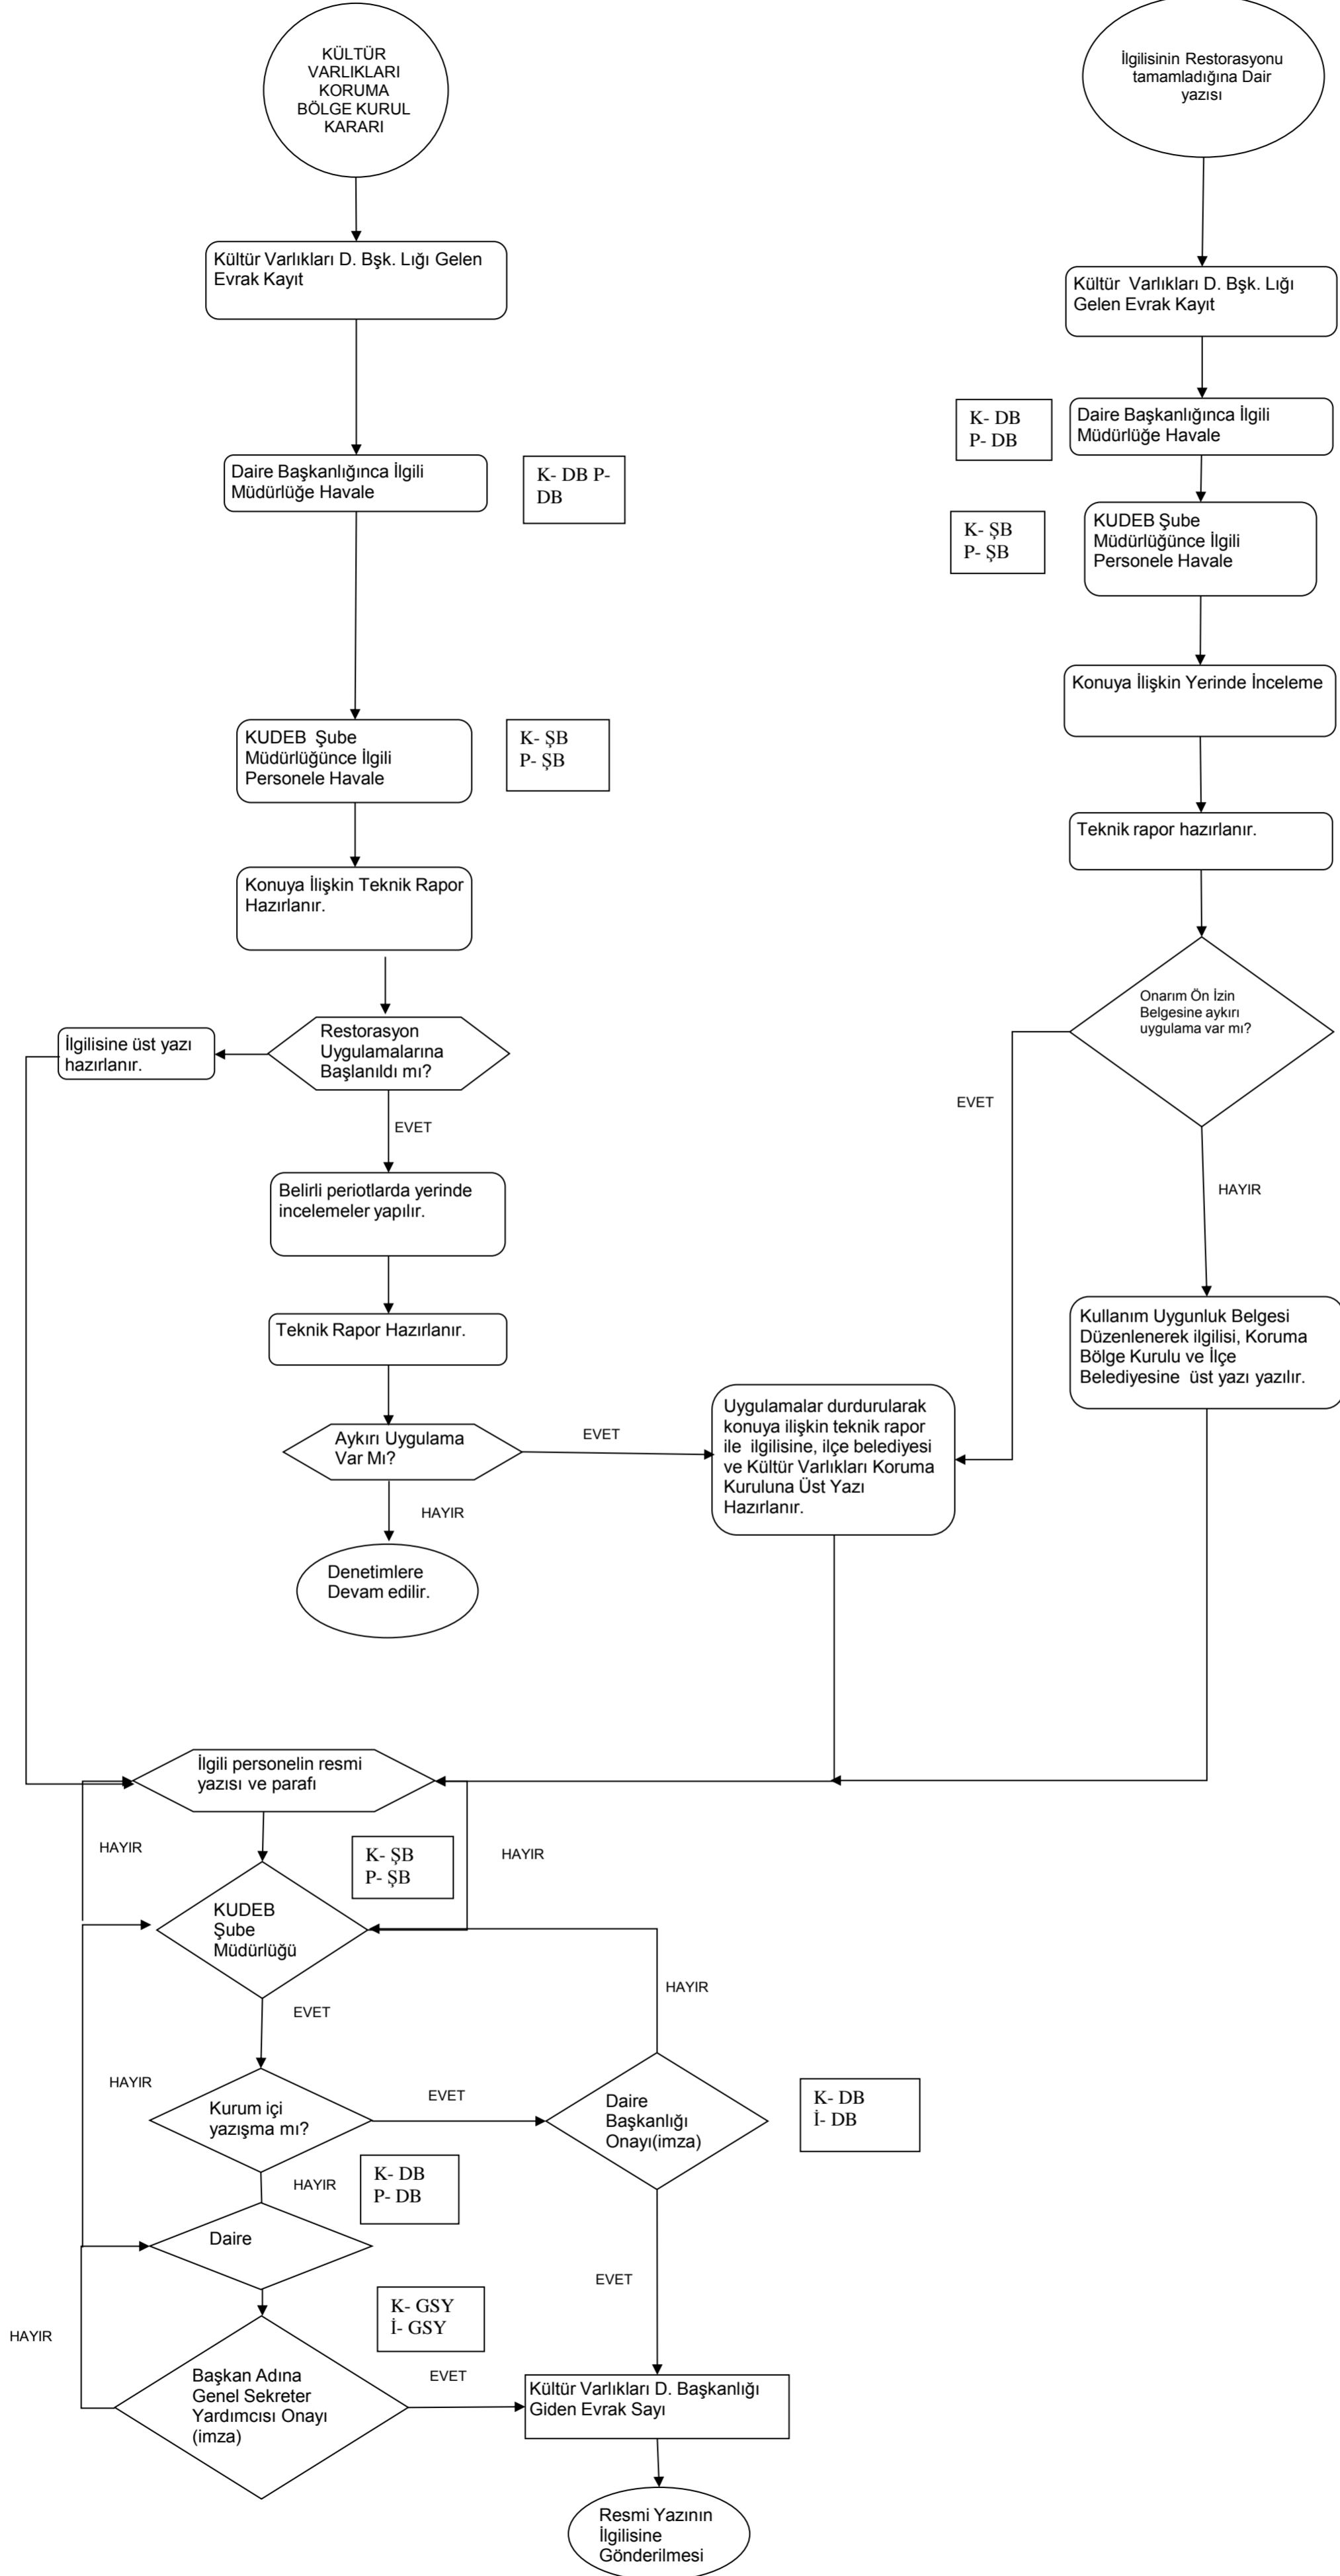 KÜLTÜR
VARLIKLARI
KORUMA
BÖLGE KURUL
KARARI
İlgilisinin Restorasyonu
tamamladığına Dair
yazısı
Kültür Varlıkları D. Bşk. Lığı Gelen
Evrak Kayıt
Kültür Varlıkları D. Bşk. Lığı
Gelen Evrak Kayıt
Daire Başkanlığınca İlgili
Müdürlüğe Havale
K- DB P-
DB
K- DB
P- DB
Daire Başkanlığınca İlgili
Müdürlüğe Havale
K- ŞB
P- ŞB
KUDEB Şube
Müdürlüğünce İlgili
Personele Havale
KUDEB Şube
Müdürlüğünce İlgili
Personele Havale
K- ŞB
P- ŞB
Konuya İlişkin Yerinde İnceleme
Konuya İlişkin Teknik Rapor
Hazırlanır.
Teknik rapor hazırlanır.
Restorasyon
Uygulamalarına
Başlanıldı mı?
İlgilisine üst yazı
hazırlanır.
Onarım Ön İzin
Belgesine aykırı
uygulama var mı?
EVET
EVET
HAYIR
Belirli periotlarda yerinde
incelemeler yapılır.
Teknik Rapor Hazırlanır.
Kullanım Uygunluk Belgesi
Düzenlenerek ilgilisi, Koruma
Bölge Kurulu ve İlçe
Belediyesine üst yazı yazılır.
Aykırı Uygulama
Var Mı?
EVET
Uygulamalar durdurularak
konuya ilişkin teknik rapor
ile ilgilisine, ilçe belediyesi
ve Kültür Varlıkları Koruma
Kuruluna Üst Yazı
Hazırlanır.
HAYIR
Denetimlere
Devam edilir.
İlgili personelin resmi
yazısı ve parafı
HAYIR
K- ŞB
P- ŞB
HAYIR
KUDEB
Şube
Müdürlüğü
EVET
HAYIR
HAYIR
Kurum içi
yazışma mı?
EVET
Daire
Başkanlığı
Onayı(imza)
K- DB
İ- DB
HAYIR
K- DB
P- DB
Daire
EVET
K- GSY
İ- GSY
HAYIR
Başkan Adına
Genel Sekreter
Yardımcısı Onayı
(imza)
EVET
Kültür Varlıkları D. Başkanlığı
Giden Evrak Sayı
Resmi Yazının
İlgilisine
Gönderilmesi